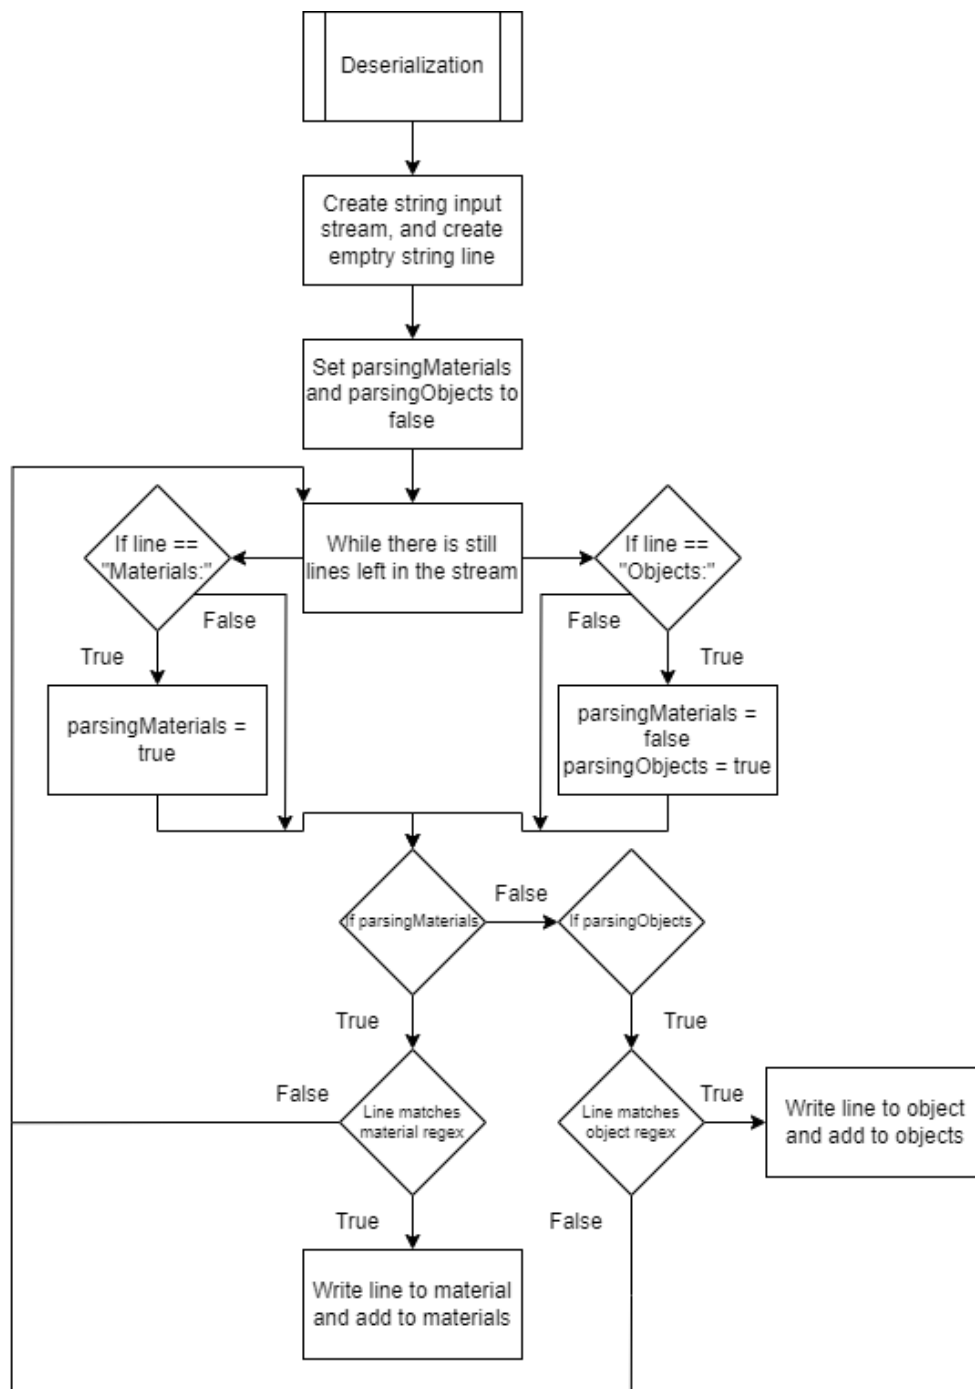 Deserialization
Create string input
stream, and create
emptry string line
Set parsingMaterials
and parsingObjects to
false
If line ==
"Materials:"
While there is still
lines left in the stream
If line ==
"Objects:"
False
False
True
True
parsingMaterials =
true
parsingMaterials =
false
parsingObjects = true
If parsingMaterials
False
If parsingObjects
True
True
False
Line matches
material regex
Line matches
object regex
True
Write line to object
and add to objects
True
False
Write line to material
and add to materials